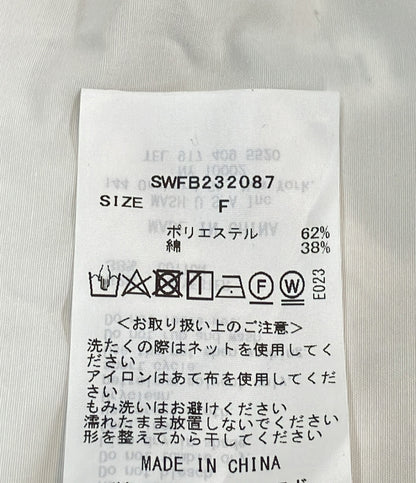 SWFB232087
SIZE F
ポリエステル 62%
綿 38%
F W E023
<お取り扱い上のご注意>
洗たくの際はネットを使用してく
ださい
アイロンはあて布を使用してくだ
さい
もみ洗いはお避けください
濡れたまま放置しないでください
形を整えてから干してください
MADE IN CHINA